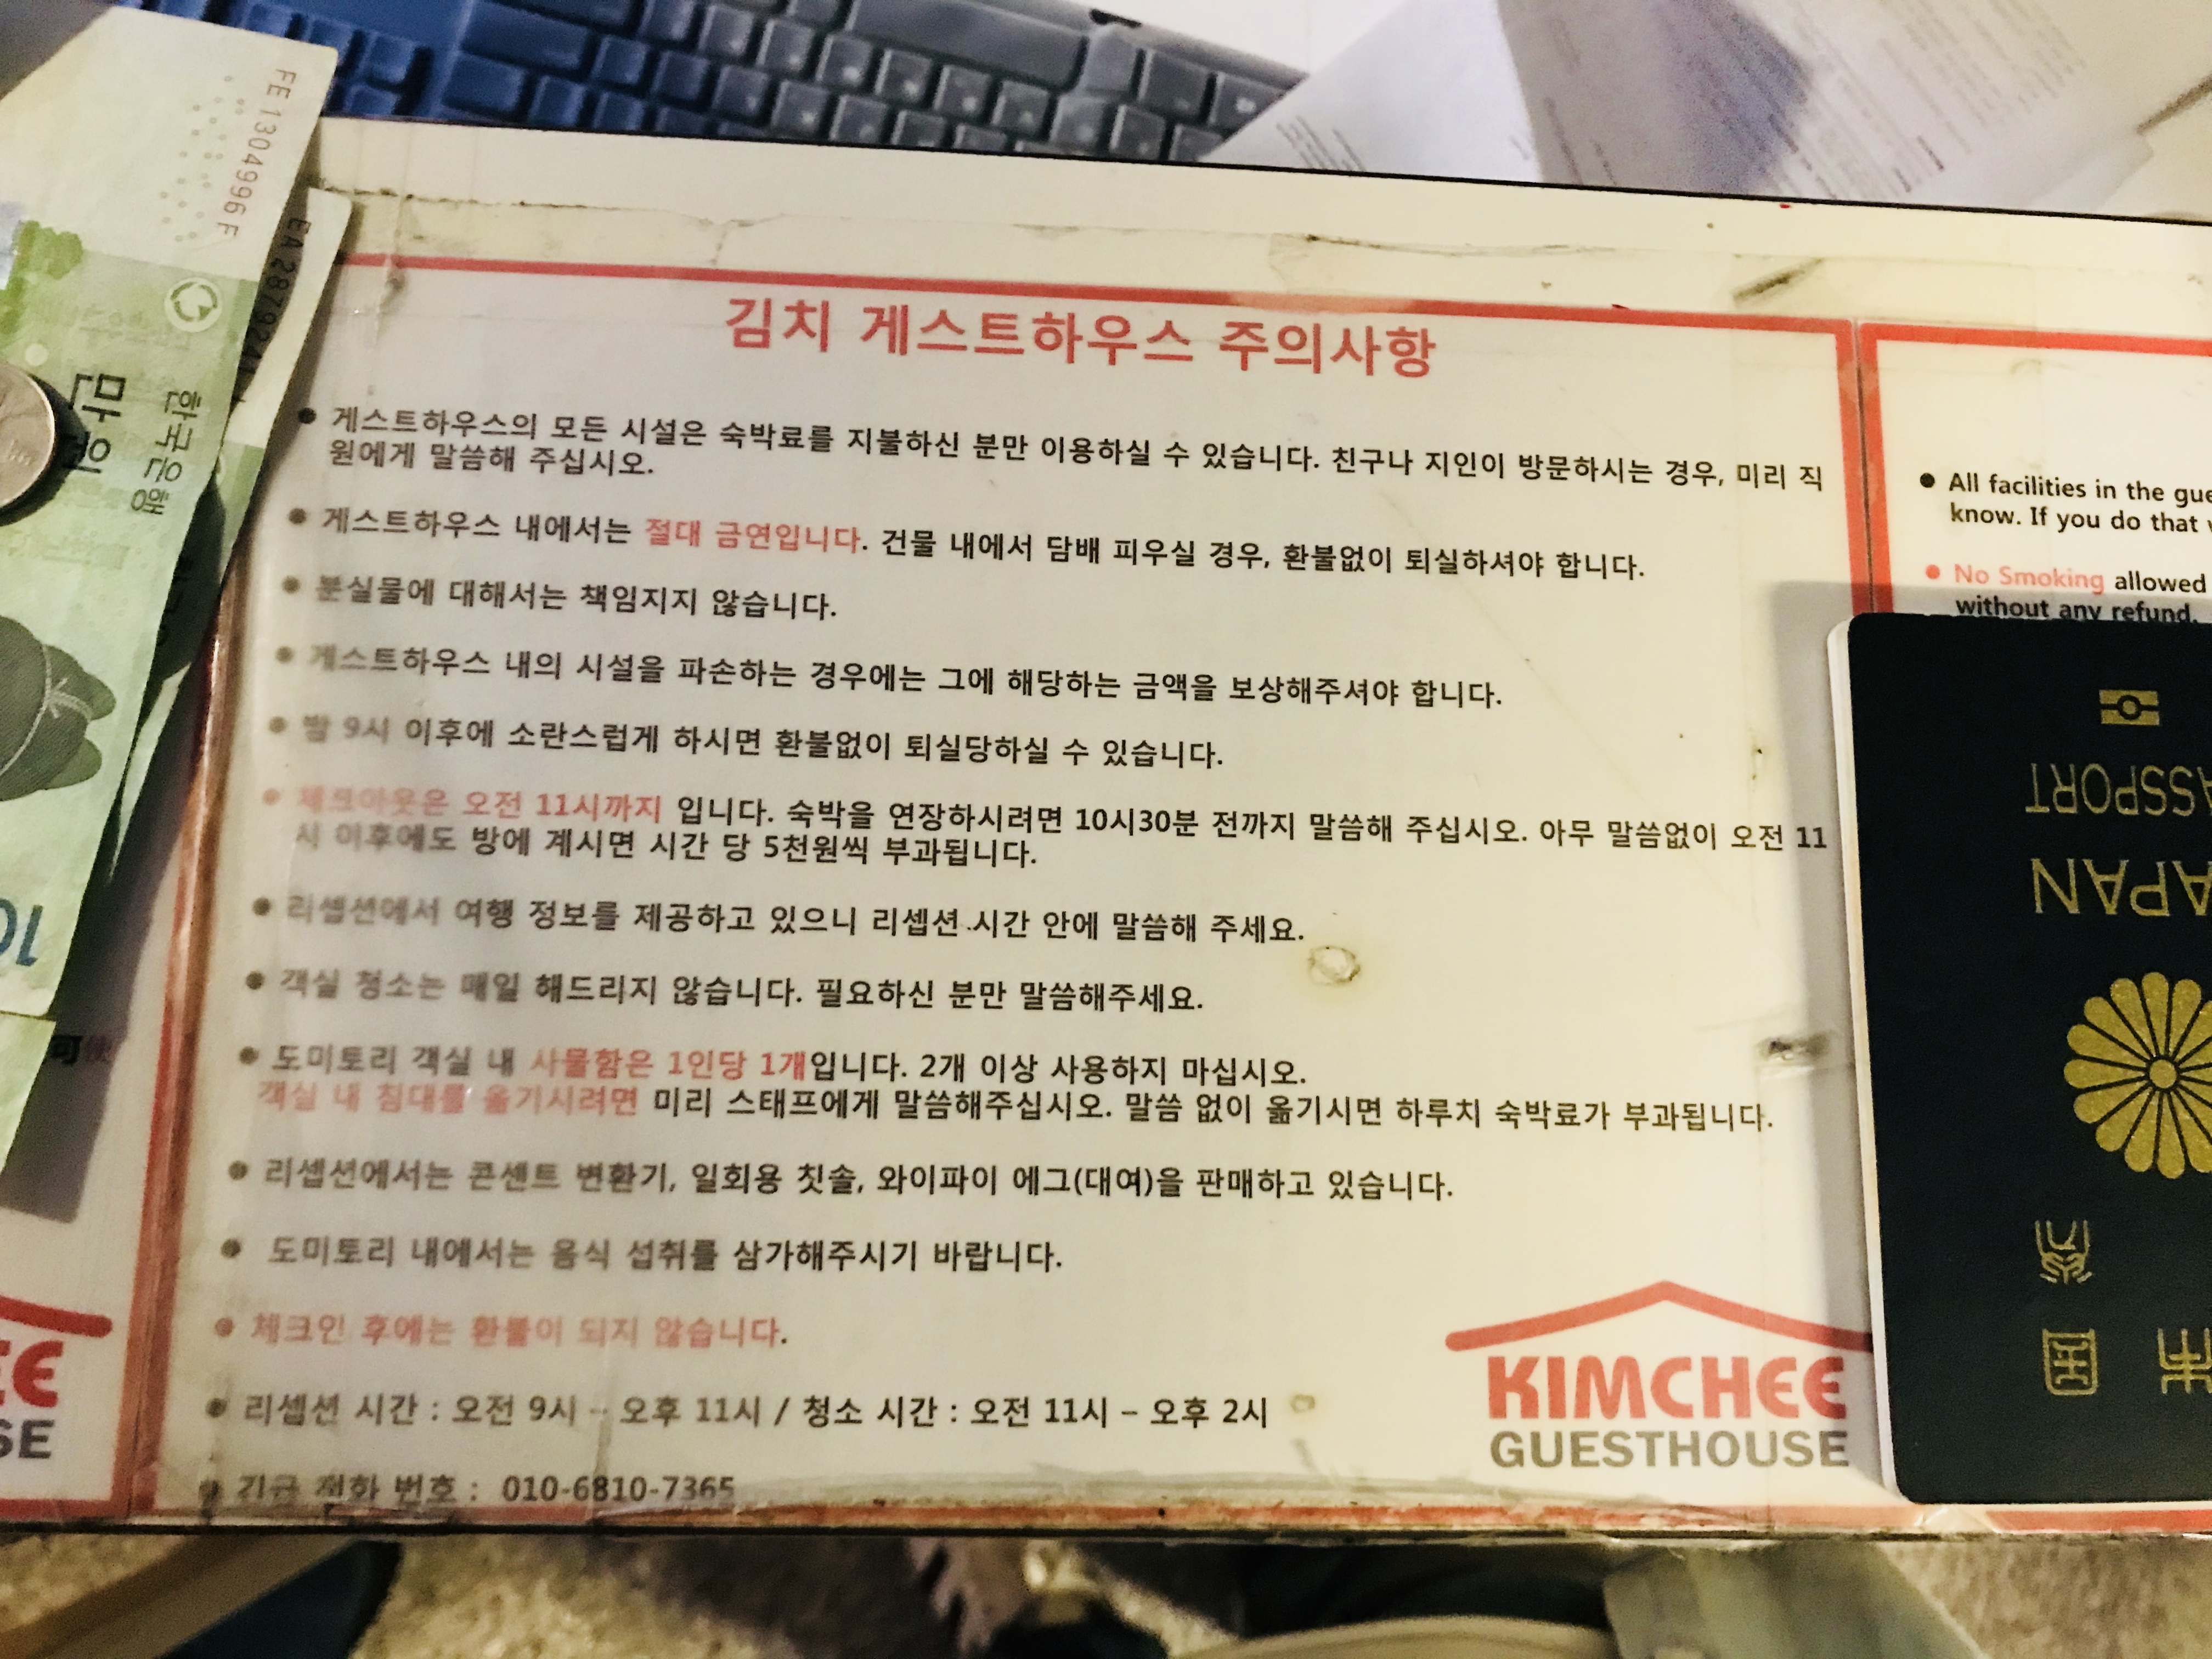 FE 1304996 F
한국은행
만원
김치 게스트하우스 주의사항
● 게스트하우스의 모든 시설은 숙박료를 지불하신 분만 이용하실 수 있습니다. 친구나 지인이 방문하시는 경우, 미리 직
원에게 말씀해 주십시오.
● 게스트하우스 내에서는 절대 금연입니다. 건물 내에서 담배 피우실 경우, 환불없이 퇴실하셔야 합니다.
● 분실물에 대해서는 책임지지 않습니다.
● 게스트하우스 내의 시설을 파손하는 경우에는 그에 해당하는 금액을 보상해주셔야 합니다.
● 밤 9시 이후에 소란스럽게 하시면 환불없이 퇴실당하실 수 있습니다.
● 체크아웃은 오전 11시까지 입니다. 숙박을 연장하시려면 10시30분 전까지 말씀해 주십시오. 아무 말씀없이 오전 11
시 이후에도 방에 계시면 시간 당 5천원씩 부과됩니다.
● 리셉션에서 여행 정보를 제공하고 있으니 리셉션 시간 안에 말씀해 주세요.
● 객실 청소는 매일 해드리지 않습니다. 필요하신 분만 말씀해주세요.
● 도미토리 객실 내 사물함은 1인당 1개입니다. 2개 이상 사용하지 마십시오.
객실 내 침대를 옮기시려면 미리 스태프에게 말씀해주십시오. 말씀 없이 옮기시면 하루치 숙박료가 부과됩니다.
● 리셉션에서는 콘센트 변환기, 일회용 칫솔, 와이파이 에그(대여)을 판매하고 있습니다.
● 도미토리 내에서는 음식 섭취를 삼가해주시기 바랍니다.
● 체크인 후에는 환불이 되지 않습니다.
● 리셉션 시간 : 오전 9시 – 오후 11시 / 청소 시간 : 오전 11시 – 오후 2시
● 긴급 전화 번호 : 010-6810-7365
KIMCHEE
GUESTHOUSE
● All facilities in the gue
know. If you do that
● No Smoking allowed
without any refund.
ASSPORT
APAN
EE
SE